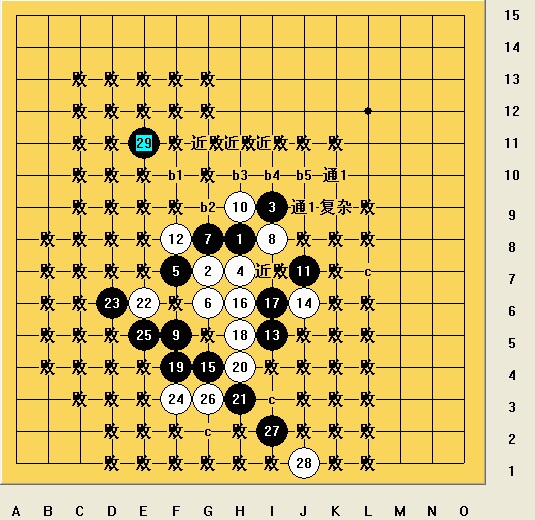 15
14
败 败 败 败 败 13
败 败 败 败 败 12
败 败 29 败 近败 近败 近败 败 败 11
败 败 败 b1 败 b3 b4 b5 通1 10
败 败 败 败 b2 10 3 通1 复杂 败 9
败 败 败 败 12 7 1 8 败 败 败 8
败 败 败 败 5 2 4 近败 11 败 c 7
败 败 23 22 败 6 16 17 14 败 败 6
败 败 败 25 9 败 18 13 败 败 败 5
败 败 败 败 19 15 20 败 败 败 败 4
败 败 败 24 26 21 c 败 败 败 3
败 败 败 c 败 27 败 败 败 2
败 败 败 败 败 败 28 败 败 1
A B C D E F G H I J K L M N O